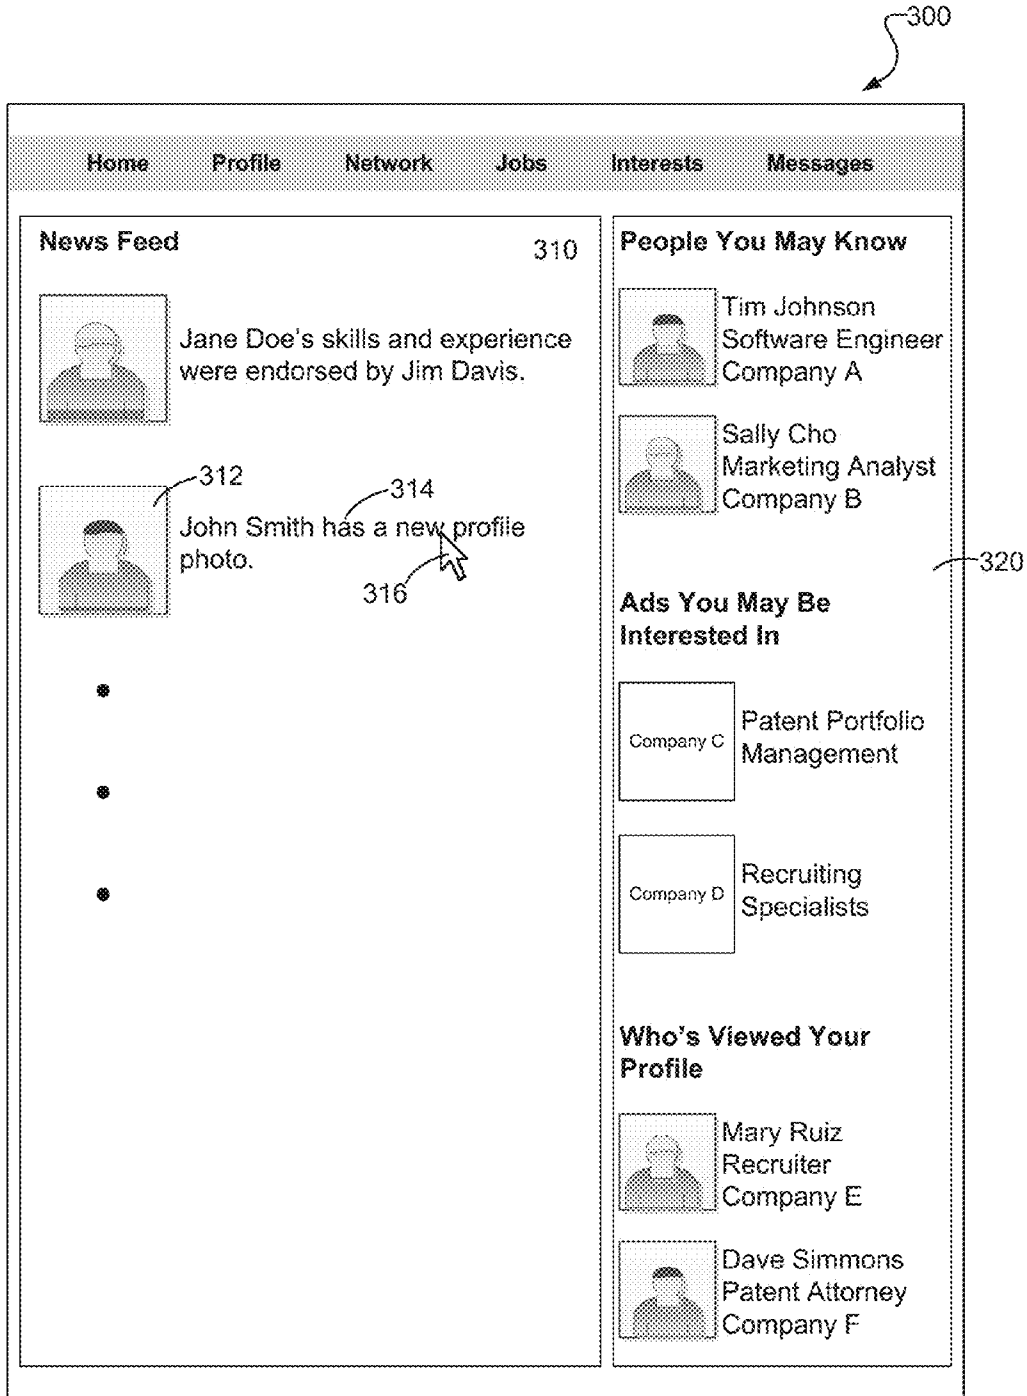 300
Home Profile Network Jobs Interests Messages
News Feed
310
Jane Doe's skills and experience
were endorsed by Jim Davis.
312
314
John Smith has a new profile
photo.
316
People You May Know
Tim Johnson
Software Engineer
Company A
Sally Cho
Marketing Analyst
Company B
320
Ads You May Be
Interested In
Company C
Patent Portfolio
Management
Company D
Recruiting
Specialists
Who's Viewed Your
Profile
Mary Ruiz
Recruiter
Company E
Dave Simmons
Patent Attorney
Company F